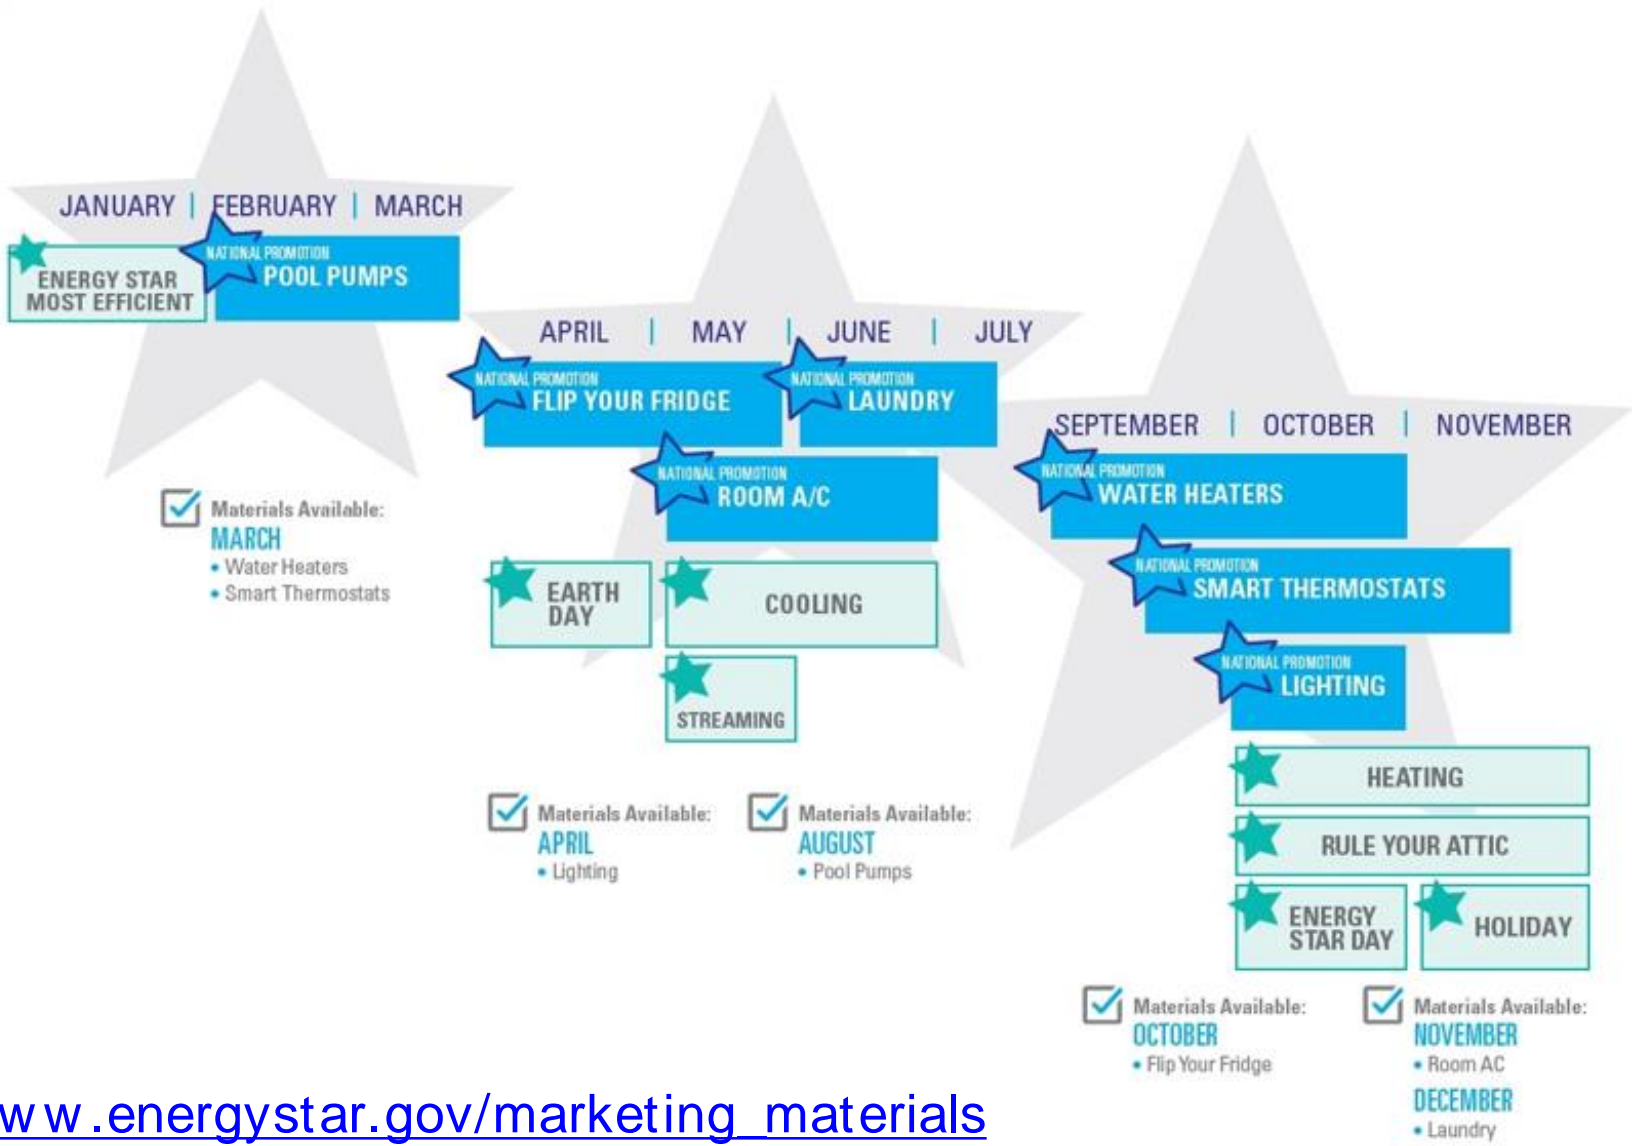 JANUARY | FEBRUARY | MARCH
ENERGY STAR
MOST EFFICIENT
NATIONAL PROMOTION
POOL PUMPS
Materials Available:
MARCH
• Water Heaters
• Smart Thermostats
APRIL | MAY | JUNE | JULY
NATIONAL PROMOTION
FLIP YOUR FRIDGE
NATIONAL PROMOTION
LAUNDRY
NATIONAL PROMOTION
ROOM A/C
EARTH
DAY
COOLING
STREAMING
Materials Available:
APRIL
• Lighting
Materials Available:
AUGUST
• Pool Pumps
SEPTEMBER | OCTOBER | NOVEMBER
NATIONAL PROMOTION
WATER HEATERS
NATIONAL PROMOTION
SMART THERMOSTATS
NATIONAL PROMOTION
LIGHTING
HEATING
RULE YOUR ATTIC
ENERGY
STAR DAY
HOLIDAY
Materials Available:
OCTOBER
• Flip Your Fridge
Materials Available:
NOVEMBER
• Room AC
DECEMBER
• Laundry
ww.energystar.gov/marketing_materials